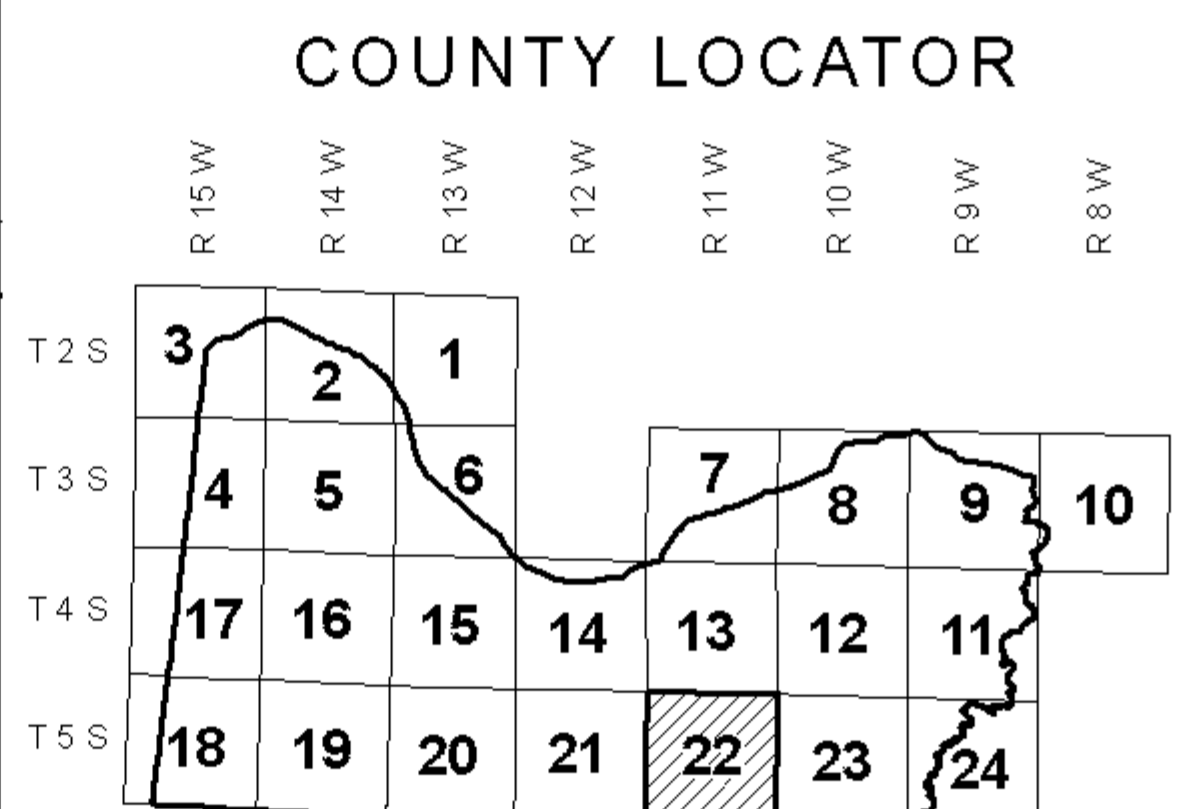 COUNTY LOCATOR
R 15 W R 14 W R 13 W R 12 W R 11 W R 10 W R 9 W R 8 W
T 2 S 3 2 1
T 3 S 4 5 6 7 8 9 10
T 4 S 17 16 15 14 13 12 11
T 5 S 18 19 20 21 22 23 24